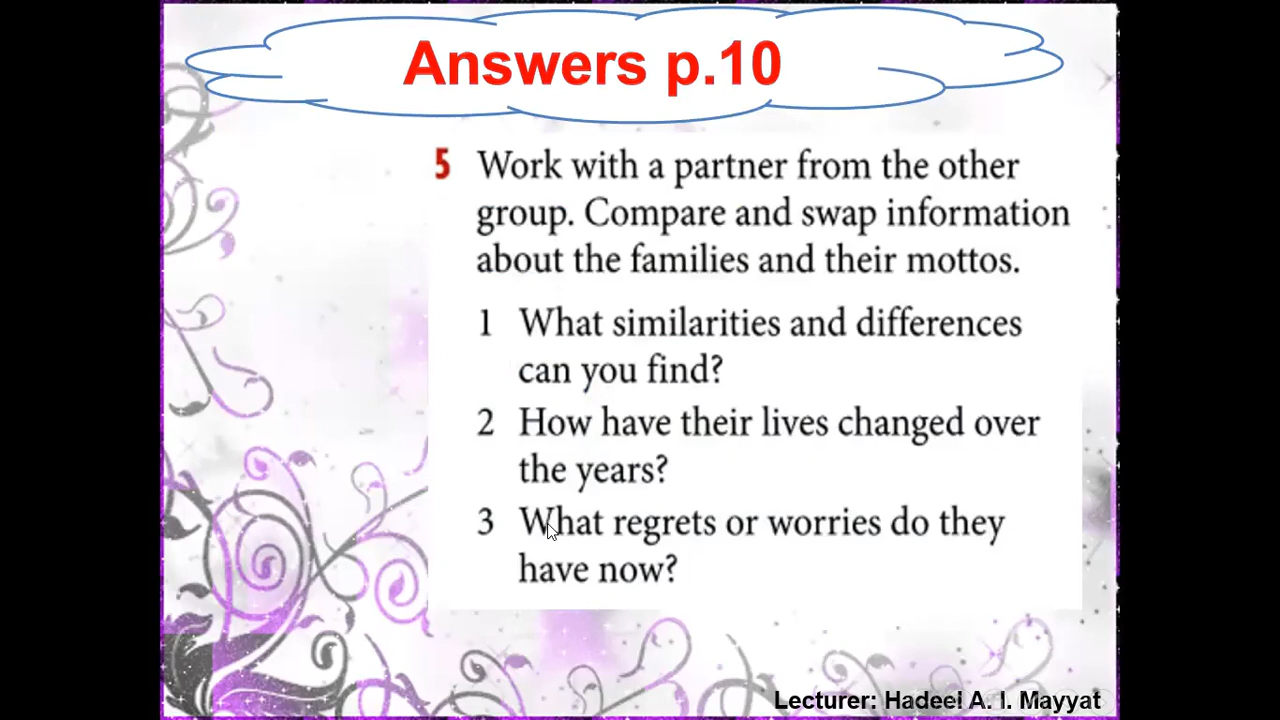 Answers p.10
5 Work with a partner from the other
group. Compare and swap information
about the families and their mottos.
1 What similarities and differences
can you find?
2 How have their lives changed over
the years?
3 What regrets or worries do they
have now?
Lecturer: Hadeel A. I. Mayyat